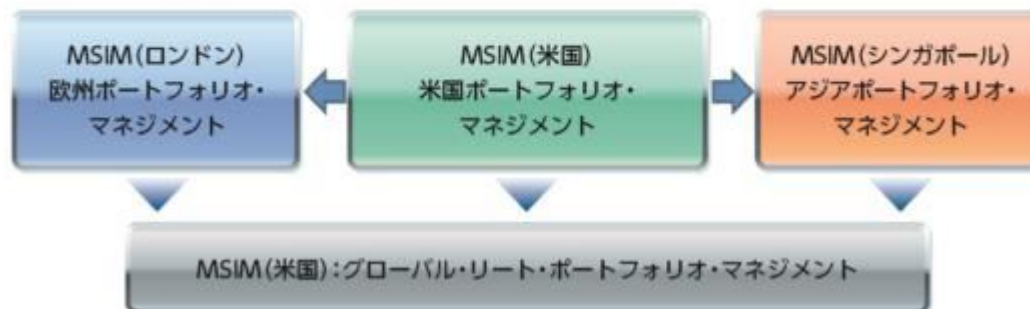 MSIM(ロンドン)
欧州ポートフォリオ・
マネジメント
MSIM(米国)
米国ポートフォリオ・
マネジメント
MSIM(シンガポール)
アジアポートフォリオ・
マネジメント
MSIM(米国):グローバル・リート・ポートフォリオ・マネジメント